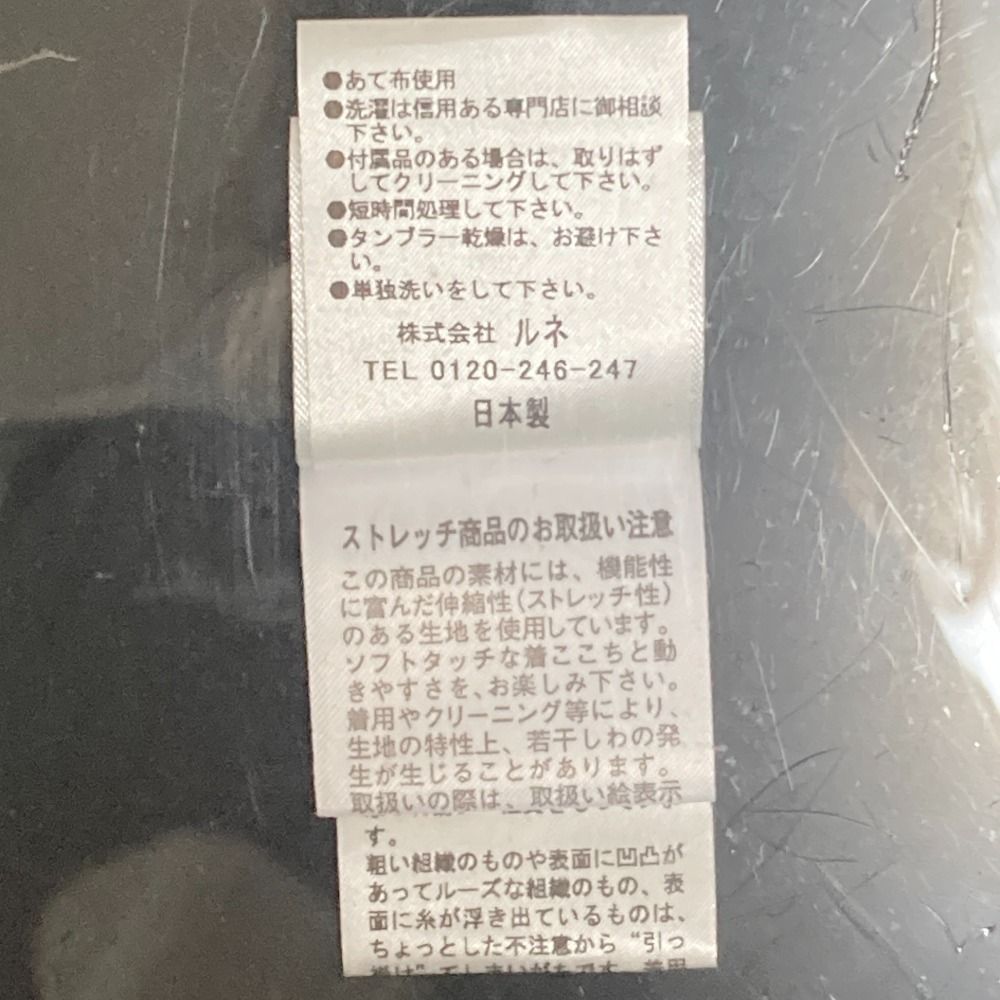 ●あて布使用
●洗濯は信用ある専門店に御相談
下さい。
●付属品のある場合は、取りはず
してクリーニングして下さい。
●短時間処理して下さい。
●タンブラー乾燥は、お避け下さ
い。
●単独洗いをして下さい。
株式会社 ルネ
TEL 0120-246-247
日本製
ストレッチ商品のお取扱い注意
この商品の素材には、機能性
に富んだ伸縮性(ストレッチ性)
のある生地を使用しています。
ソフトタッチな着ここちと動
きやすさを、お楽しみ下さい。
着用やクリーニング等により、
生地の特性上、若干しわの発
生が生じることがあります。
取扱いの際は、取扱い絵表示
す。
粗い組織のものや表面に凹凸が
あってルーズな組織のもの、表
面に糸が浮き出ているものは、
ちょっとした不注意から“引っ